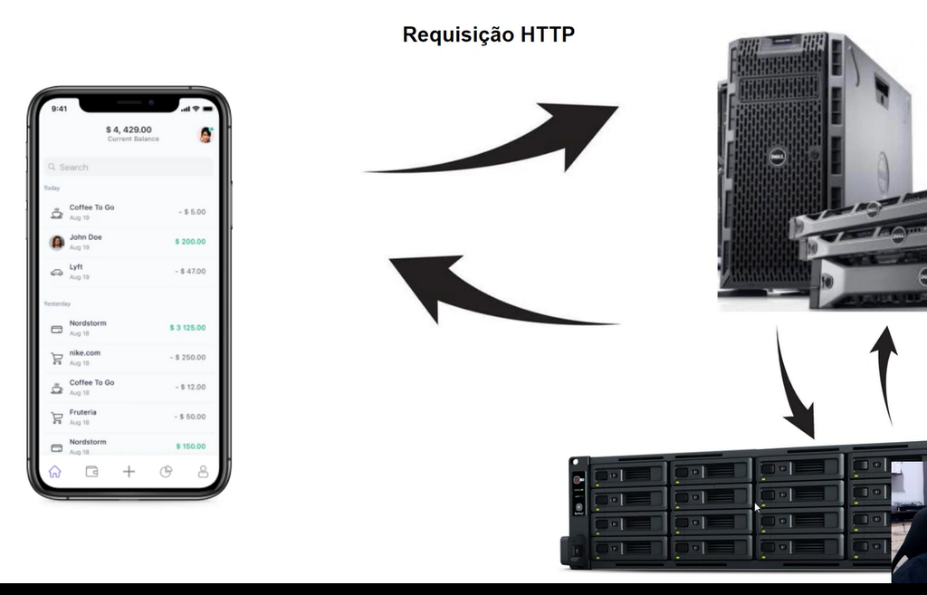 Requisição HTTP
9:41
$ 4, 429.00
Current Balance
Search
Today
Coffee To Go
Aug 19
- $ 5.00
John Doe
Aug 19
$ 200.00
Lyft
Aug 19
- $ 47.00
Yesterday
Nordstorm
Aug 18
$ 3 125.00
nike.com
Aug 18
- $ 250.00
Coffee To Go
Aug 18
- $ 12.00
Fruteria
Aug 18
- $ 50.00
Nordstorm
Aug 18
$ 150.00
DELL